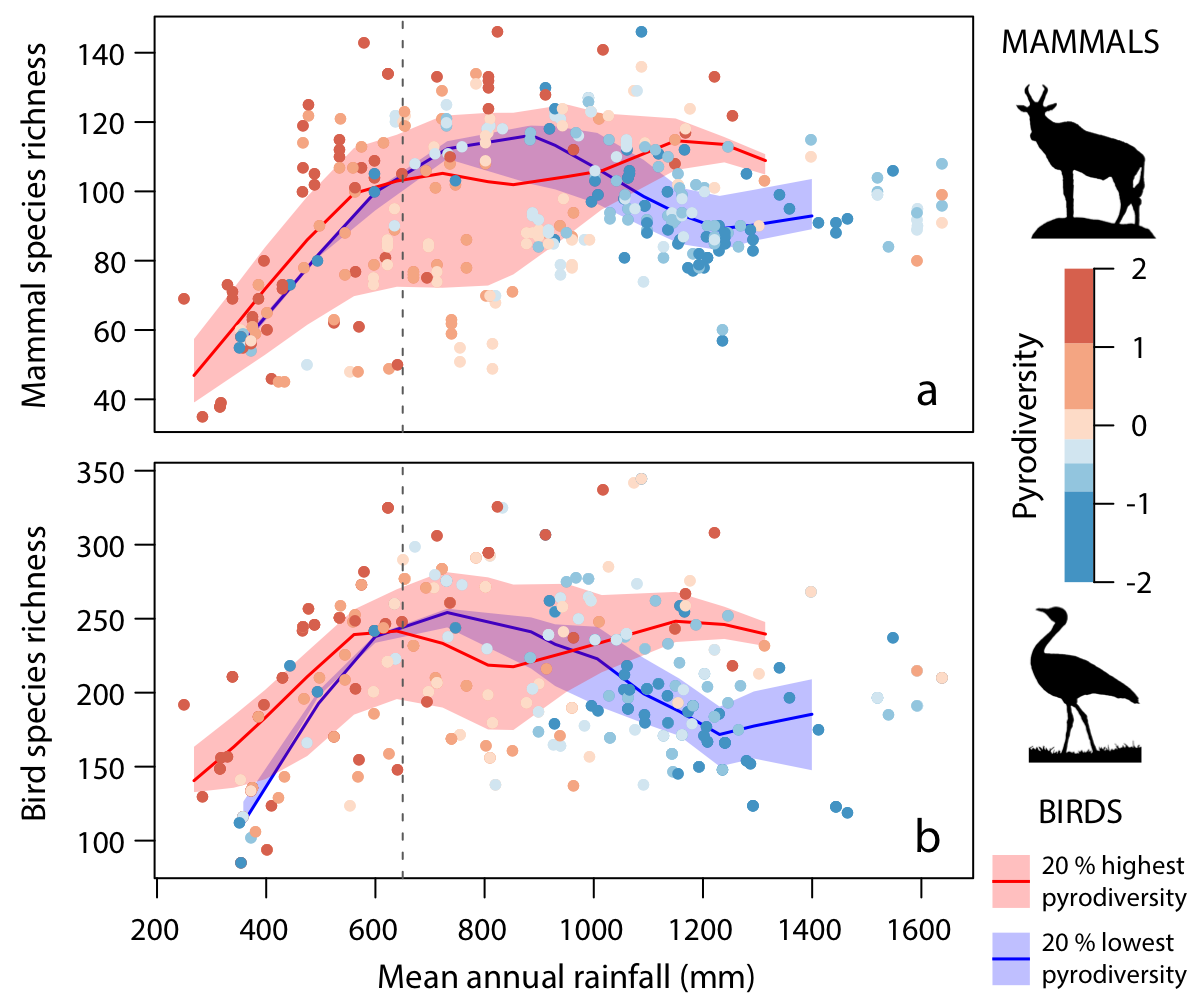 Mammal species richness
140
120
100
80
60
40
a
MAMMALS
Pyrodiversity
2
1
0
-1
-2
Bird species richness
350
300
250
200
150
100
b
200
400
600
800
1000
1200
1400
1600
Mean annual rainfall (mm)
BIRDS
20 % highest
pyrodiversity
20 % lowest
pyrodiversity